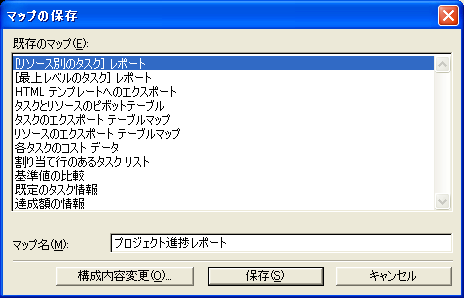 マップの保存
既存のマップ(E):
[リソース別のタスク] レポート
[最上レベルのタスク] レポート
HTML テンプレートへのエクスポート
タスクとリソースのピボットテーブル
タスクのエクスポート テーブルマップ
リソースのエクスポート テーブルマップ
各タスクのコスト データ
割り当て行のあるタスク リスト
基準値の比較
既定のタスク情報
達成額の情報
マップ名(M):
プロジェクト進捗レポート
構成内容変更(O)...
保存(S)
キャンセル